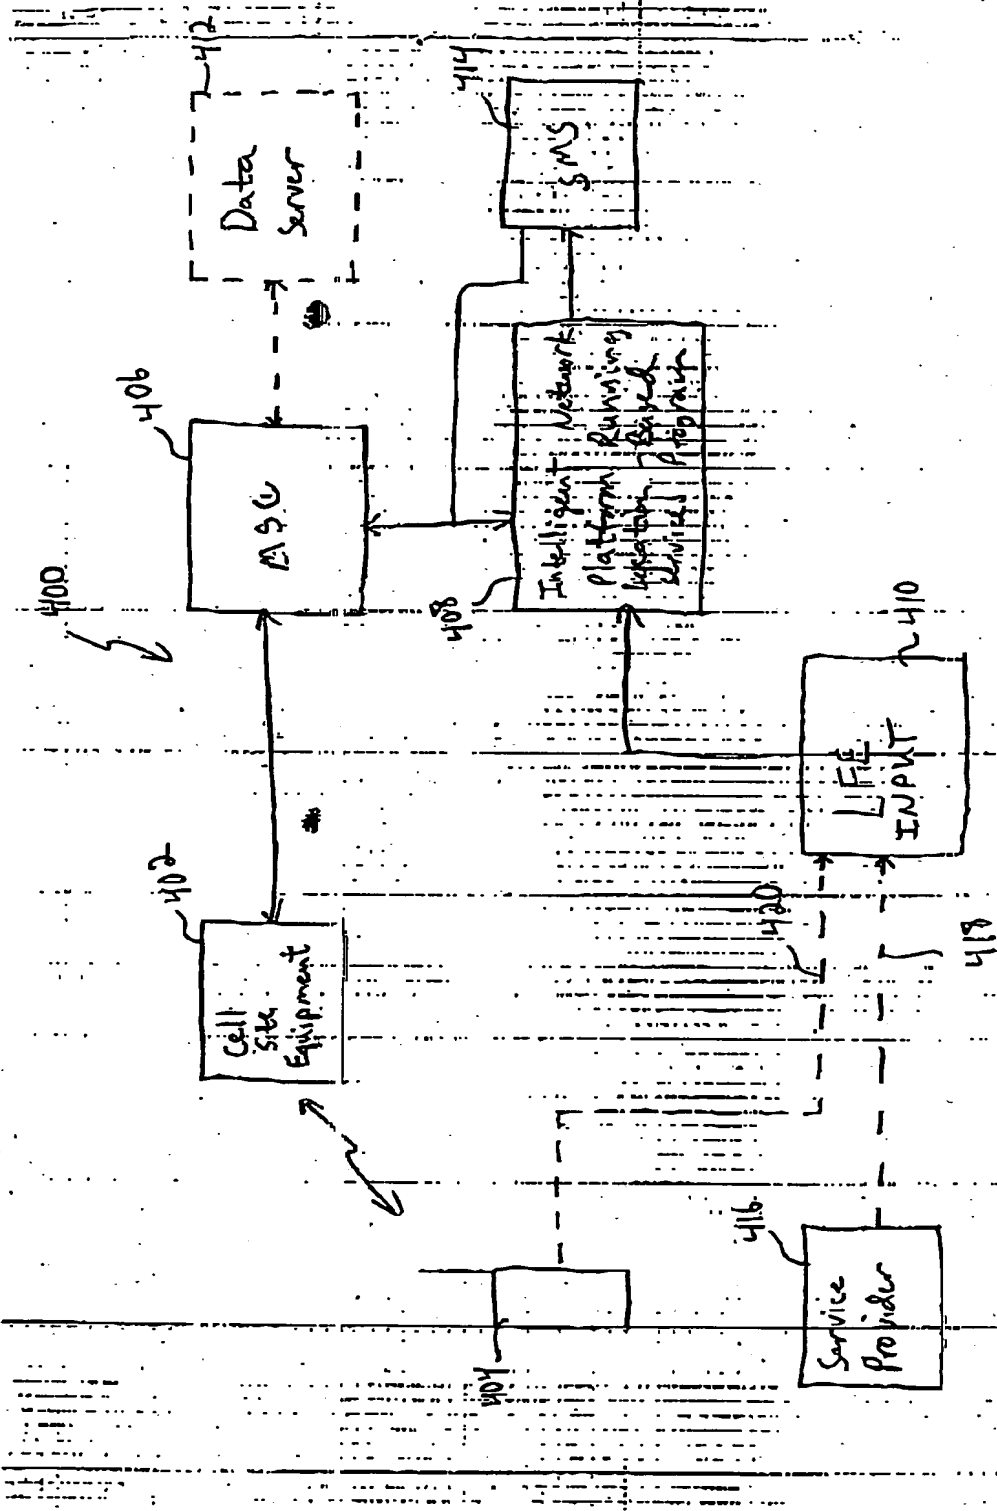 400
402
Cell
Site
Equipment
406
MSC
412
Data
Server
404
408
Intelligent Network
Platform Running
Location Based
Services Program
414
SMS
416
Service
Provider
420
418
LFE
INPUT
410